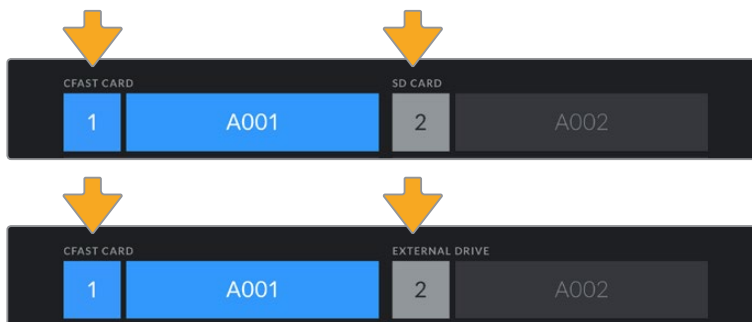 CFAST CARD SD CARD
1 A001 2 A002
CFAST CARD EXTERNAL DRIVE
1 A001 2 A002